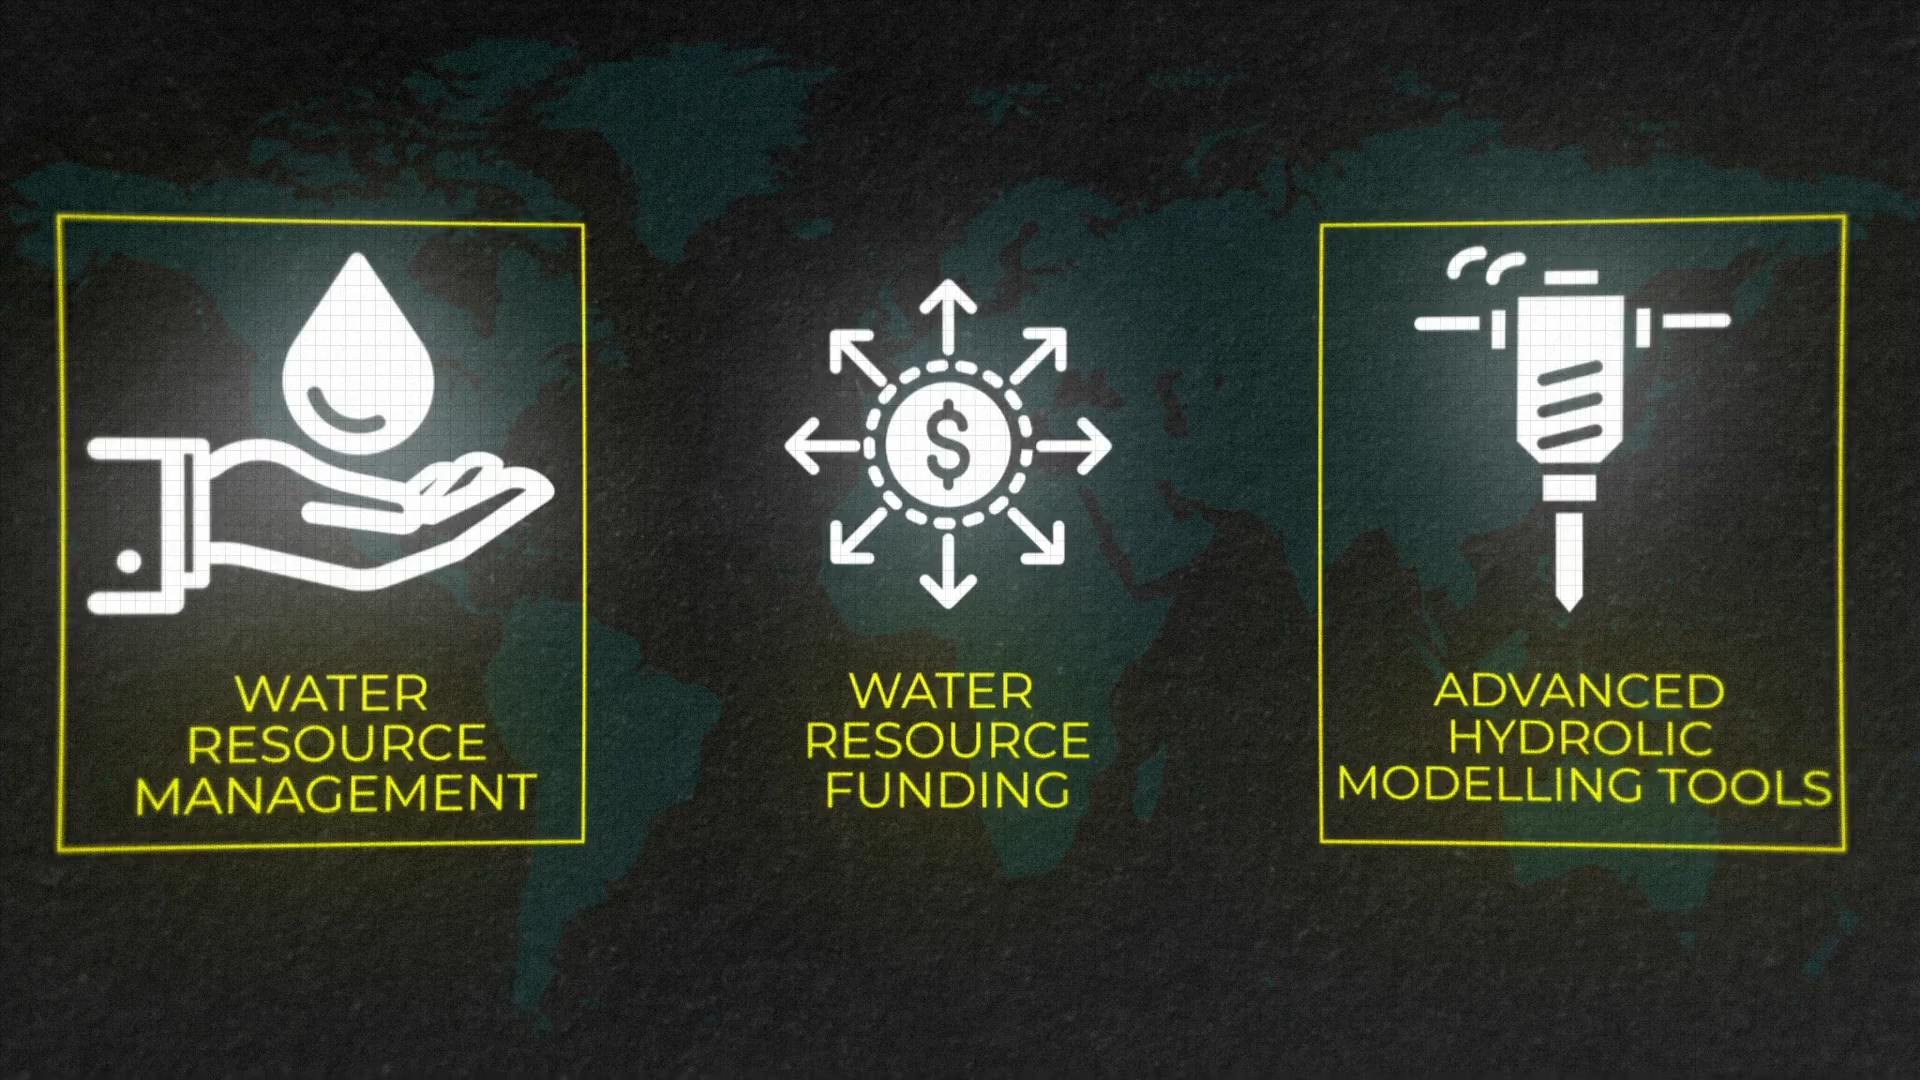 WATER
RESOURCE
MANAGEMENT
WATER
RESOURCE
FUNDING
ADVANCED
HYDROLIC
MODELLING TOOLS